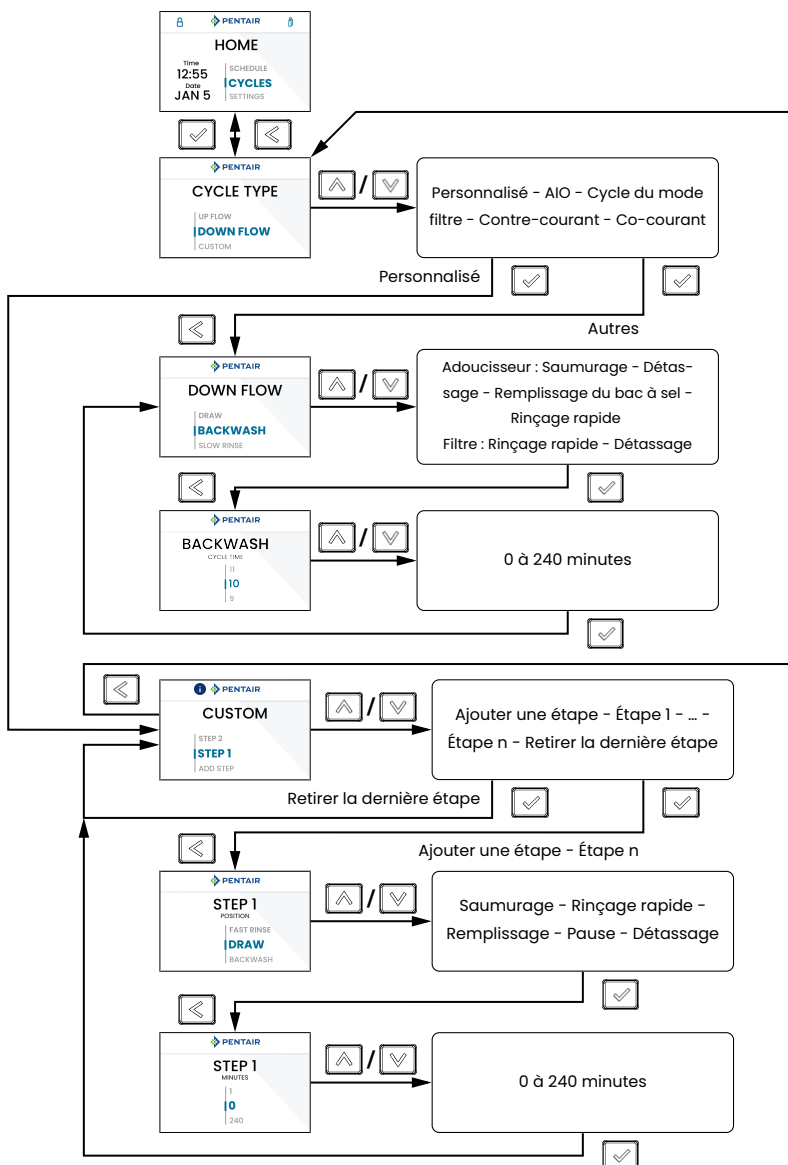 PENTAIR
HOME
Time
12:55
Date
JAN 5
SCHEDULE
CYCLES
SETTINGS
PENTAIR
CYCLE TYPE
UP FLOW
DOWN FLOW
CUSTOM
/
Personnalisé - AIO - Cycle du mode
filtre - Contre-courant - Co-courant
Personnalisé
Autres
PENTAIR
DOWN FLOW
DRAW
BACKWASH
SLOW RINSE
/
Adoucisseur : Saumurage - Détas-
sage - Remplissage du bac à sel -
Rinçage rapide
Filtre : Rinçage rapide - Détassage
PENTAIR
BACKWASH
CYCLE TIME
11
10
9
/
0 à 240 minutes
i PENTAIR
CUSTOM
STEP 2
STEP 1
ADD STEP
/
Ajouter une étape - Étape 1 - ... -
Étape n - Retirer la dernière étape
Retirer la dernière étape
Ajouter une étape - Étape n
PENTAIR
STEP 1
POSITION
FAST RINSE
DRAW
BACKWASH
/
Saumurage - Rinçage rapide -
Remplissage - Pause - Détassage
PENTAIR
STEP 1
MINUTES
1
0
240
/
0 à 240 minutes